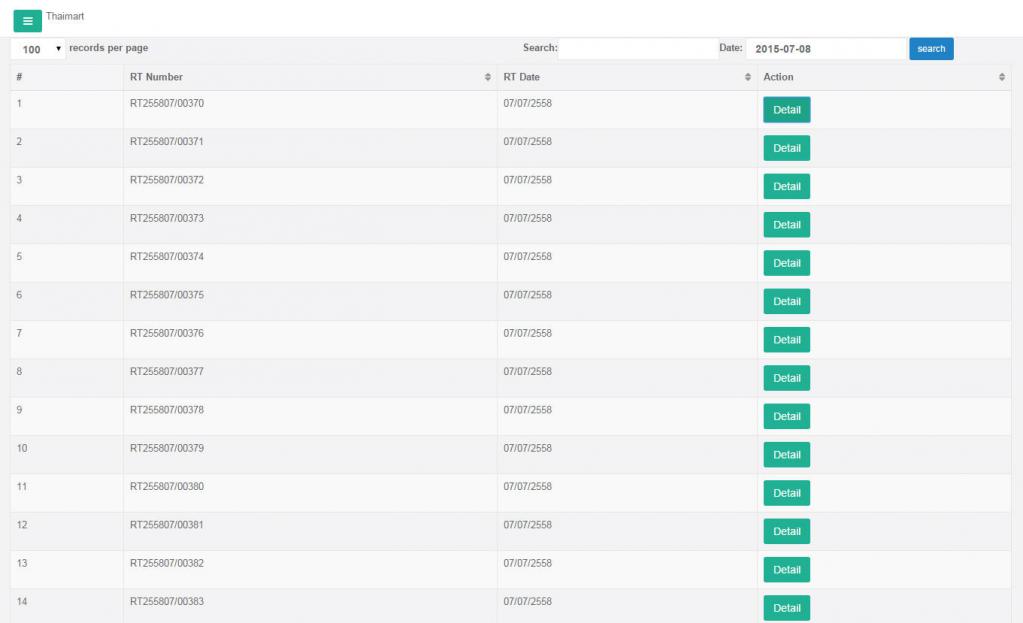 Thaimart
100 records per page Search: Date: 2015-07-08 search
# RT Number RT Date Action
1 RT255807/00370 07/07/2558 Detail
2 RT255807/00371 07/07/2558 Detail
3 RT255807/00372 07/07/2558 Detail
4 RT255807/00373 07/07/2558 Detail
5 RT255807/00374 07/07/2558 Detail
6 RT255807/00375 07/07/2558 Detail
7 RT255807/00376 07/07/2558 Detail
8 RT255807/00377 07/07/2558 Detail
9 RT255807/00378 07/07/2558 Detail
10 RT255807/00379 07/07/2558 Detail
11 RT255807/00380 07/07/2558 Detail
12 RT255807/00381 07/07/2558 Detail
13 RT255807/00382 07/07/2558 Detail
14 RT255807/00383 07/07/2558 Detail